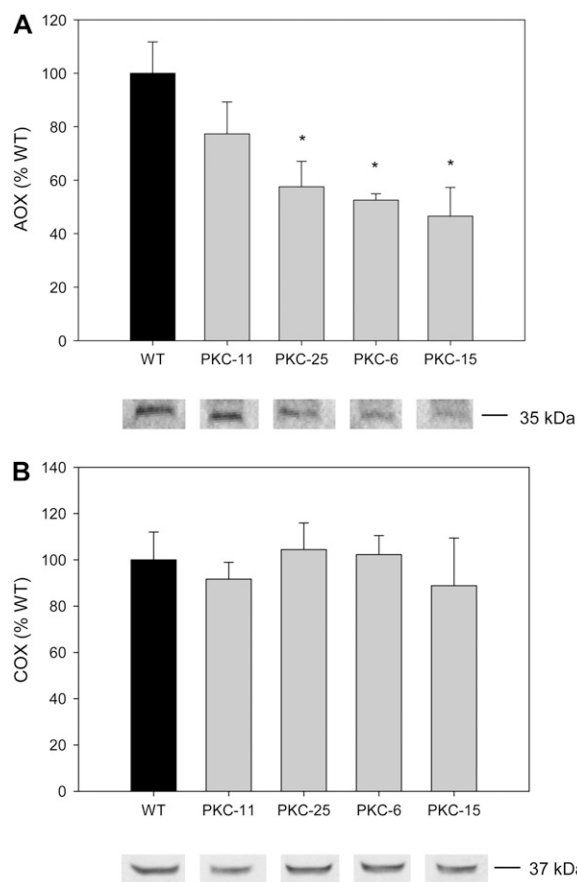 A
AOX (% WT)
120
100
80
60
40
20
0
* * *
WT PKC-11 PKC-25 PKC-6 PKC-15
35 kDa
B
COX (% WT)
140
120
100
80
60
40
20
0
WT PKC-11 PKC-25 PKC-6 PKC-15
37 kDa